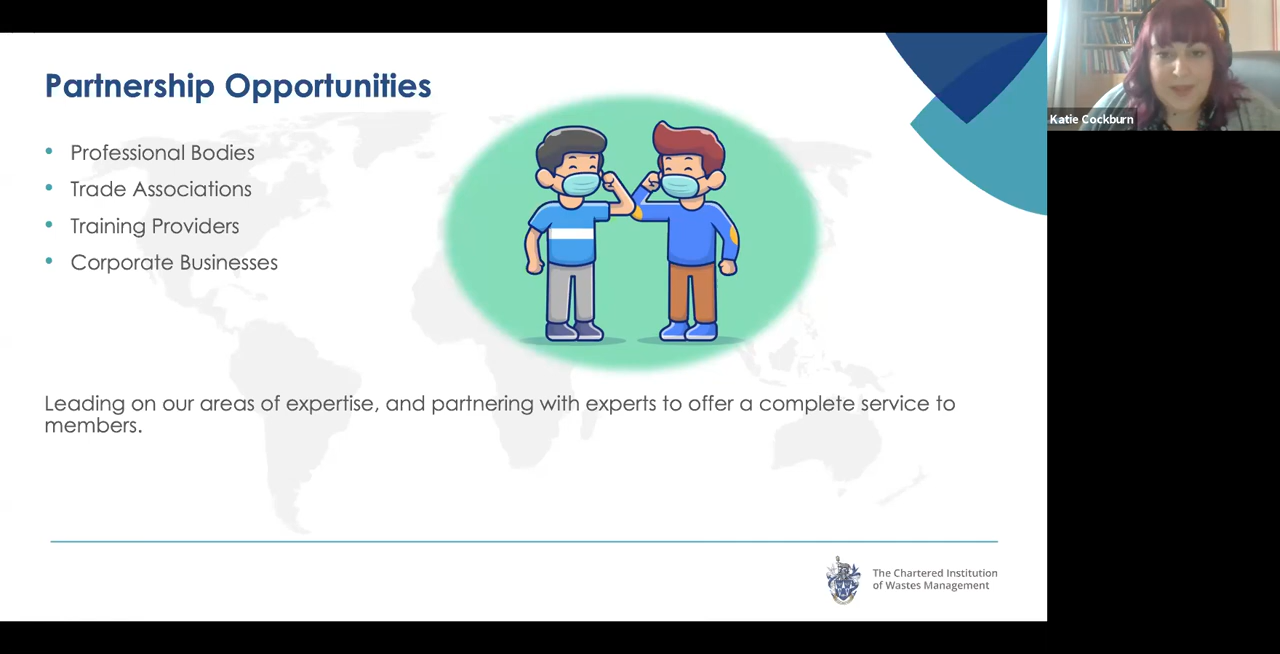 Partnership Opportunities
Katie Cockburn
• Professional Bodies
• Trade Associations
• Training Providers
• Corporate Businesses
Leading on our areas of expertise, and partnering with experts to offer a complete service to
members.
The Chartered Institution
of Wastes Management